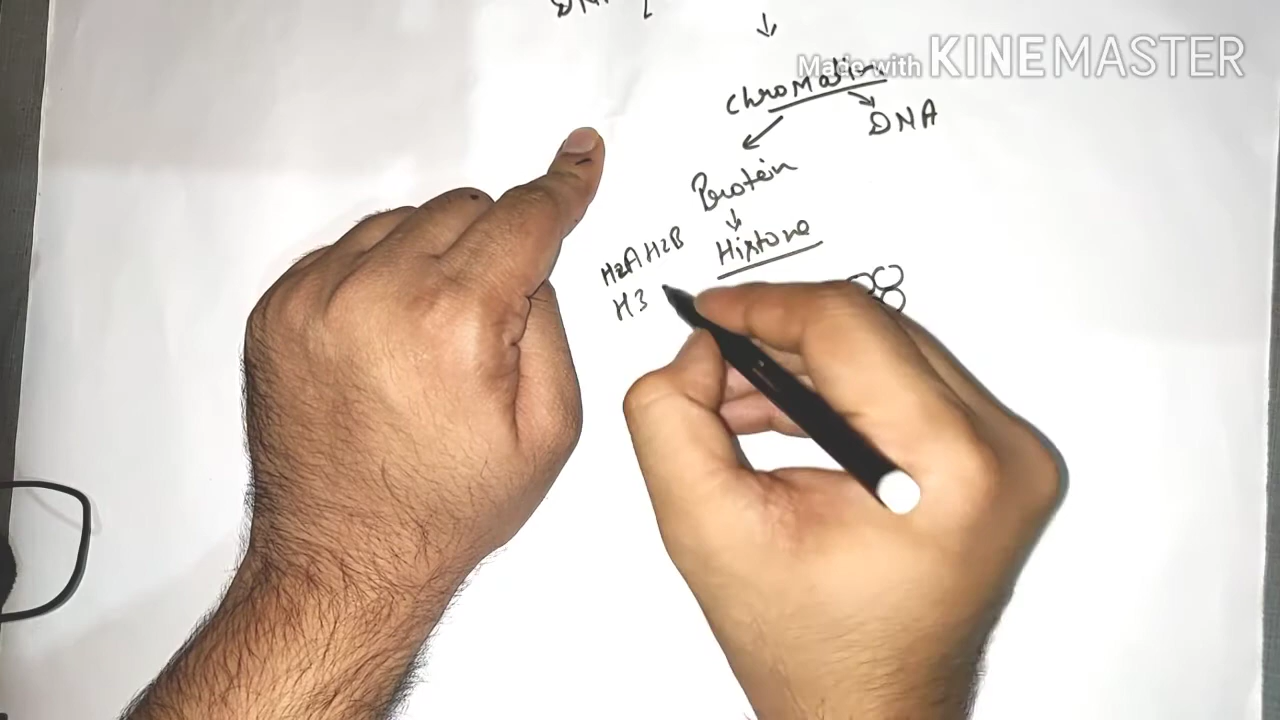 Made with KINEMASTER
Chromatin
DNA
Protein
Histone
H2A H2B
H3